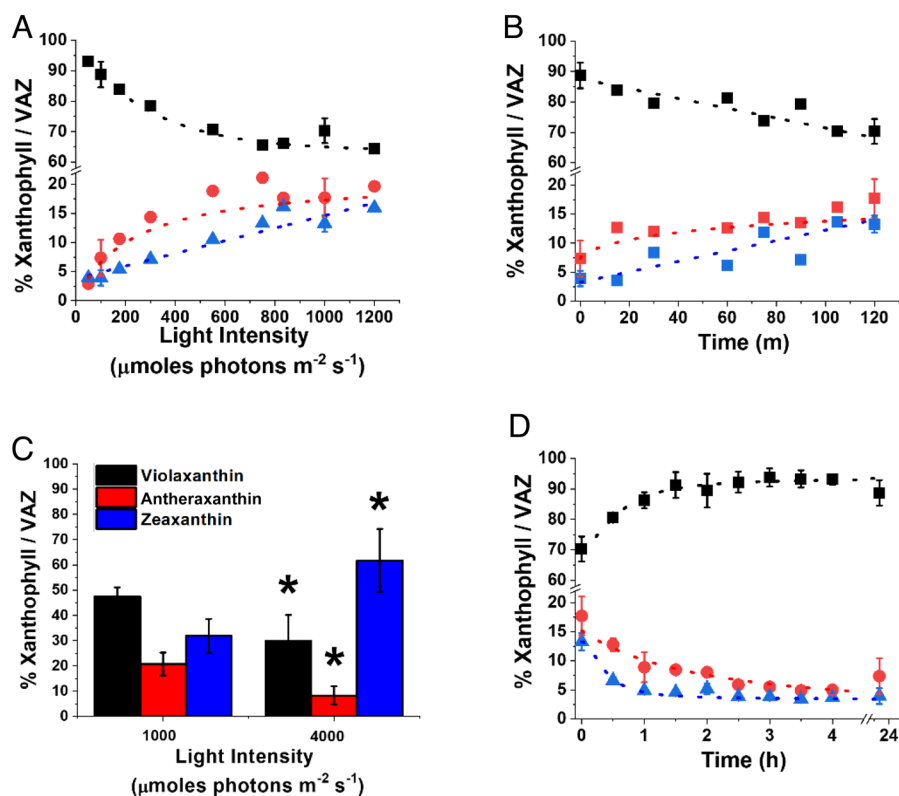 A
% Xanthophyll / VAZ
100
90
80
70
60
20
15
10
5
0
0 200 400 600 800 1000 1200
Light Intensity
(μmoles photons m⁻² s⁻¹)
B
% Xanthophyll / VAZ
100
90
80
70
60
20
15
10
5
0
0 20 40 60 80 100 120
Time (m)
C
% Xanthophyll / VAZ
100
90
80
70
60
50
40
30
20
10
0
Violaxanthin
Antheraxanthin
Zeaxanthin
* * *
1000 4000
Light Intensity
(μmoles photons m⁻² s⁻¹)
D
% Xanthophyll / VAZ
100
90
80
70
60
20
15
10
5
0
0 1 2 3 4 24
Time (h)